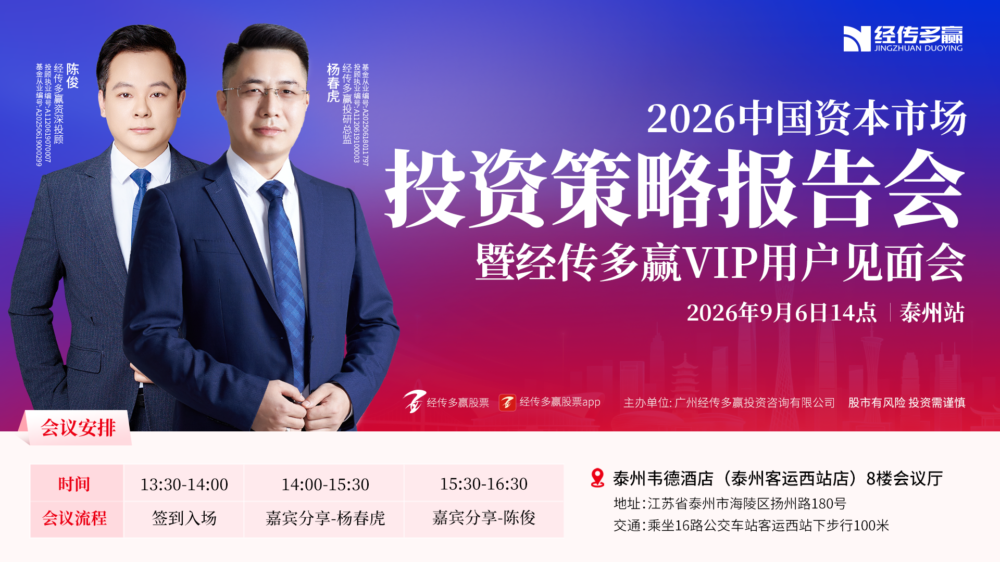 经传多赢
JINGZHUAN DUOYING
陈俊
经传多赢资深投顾
投顾执业编号:A1120619070007
基金从业编号:A20250619000299
杨春虎
经传多赢投研总监
投顾执业编号:A1120619100003
基金从业编号:A20250618011797
2026中国资本市场
投资策略报告会
暨经传多赢VIP用户见面会
2026年9月6日14点
泰州站
经传多赢股票
经传多赢股票app
主办单位: 广州经传多赢投资咨询有限公司
股市有风险 投资需谨慎
会议安排
时间 13:30-14:00 14:00-15:30 15:30-16:30
会议流程 签到入场 嘉宾分享-杨春虎 嘉宾分享-陈俊
泰州韦德酒店（泰州客运西站店）8楼会议厅
地址:江苏省泰州市海陵区扬州路180号
交通:乘坐16路公交车站客运西站下步行100米